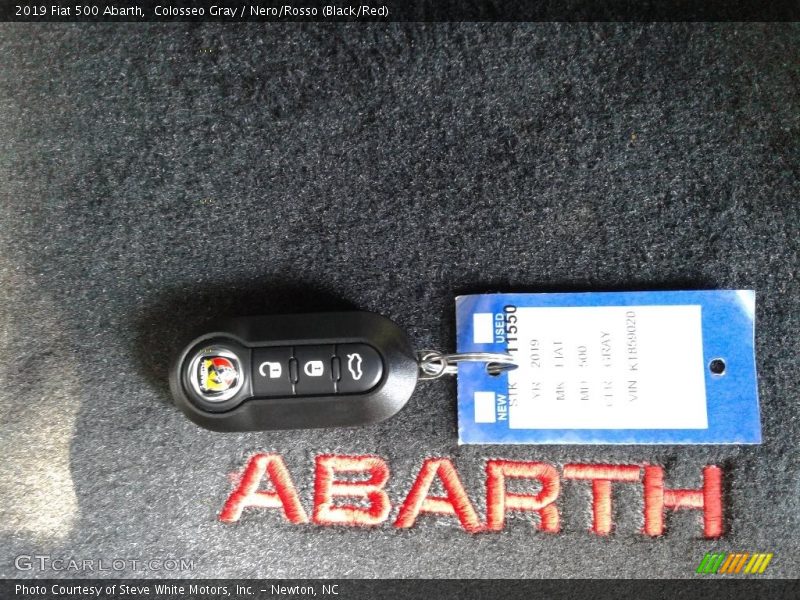 2019 Fiat 500 Abarth, Colosseo Gray / Nero/Rosso (Black/Red)
USED
NEW
STK 11550
YR 2019
MK FIAT
MD 500
CLR GRAY
VIN KT859020
ABARTH
GTCARLOT.COM
Photo Courtesy of Steve White Motors, Inc. – Newton, NC